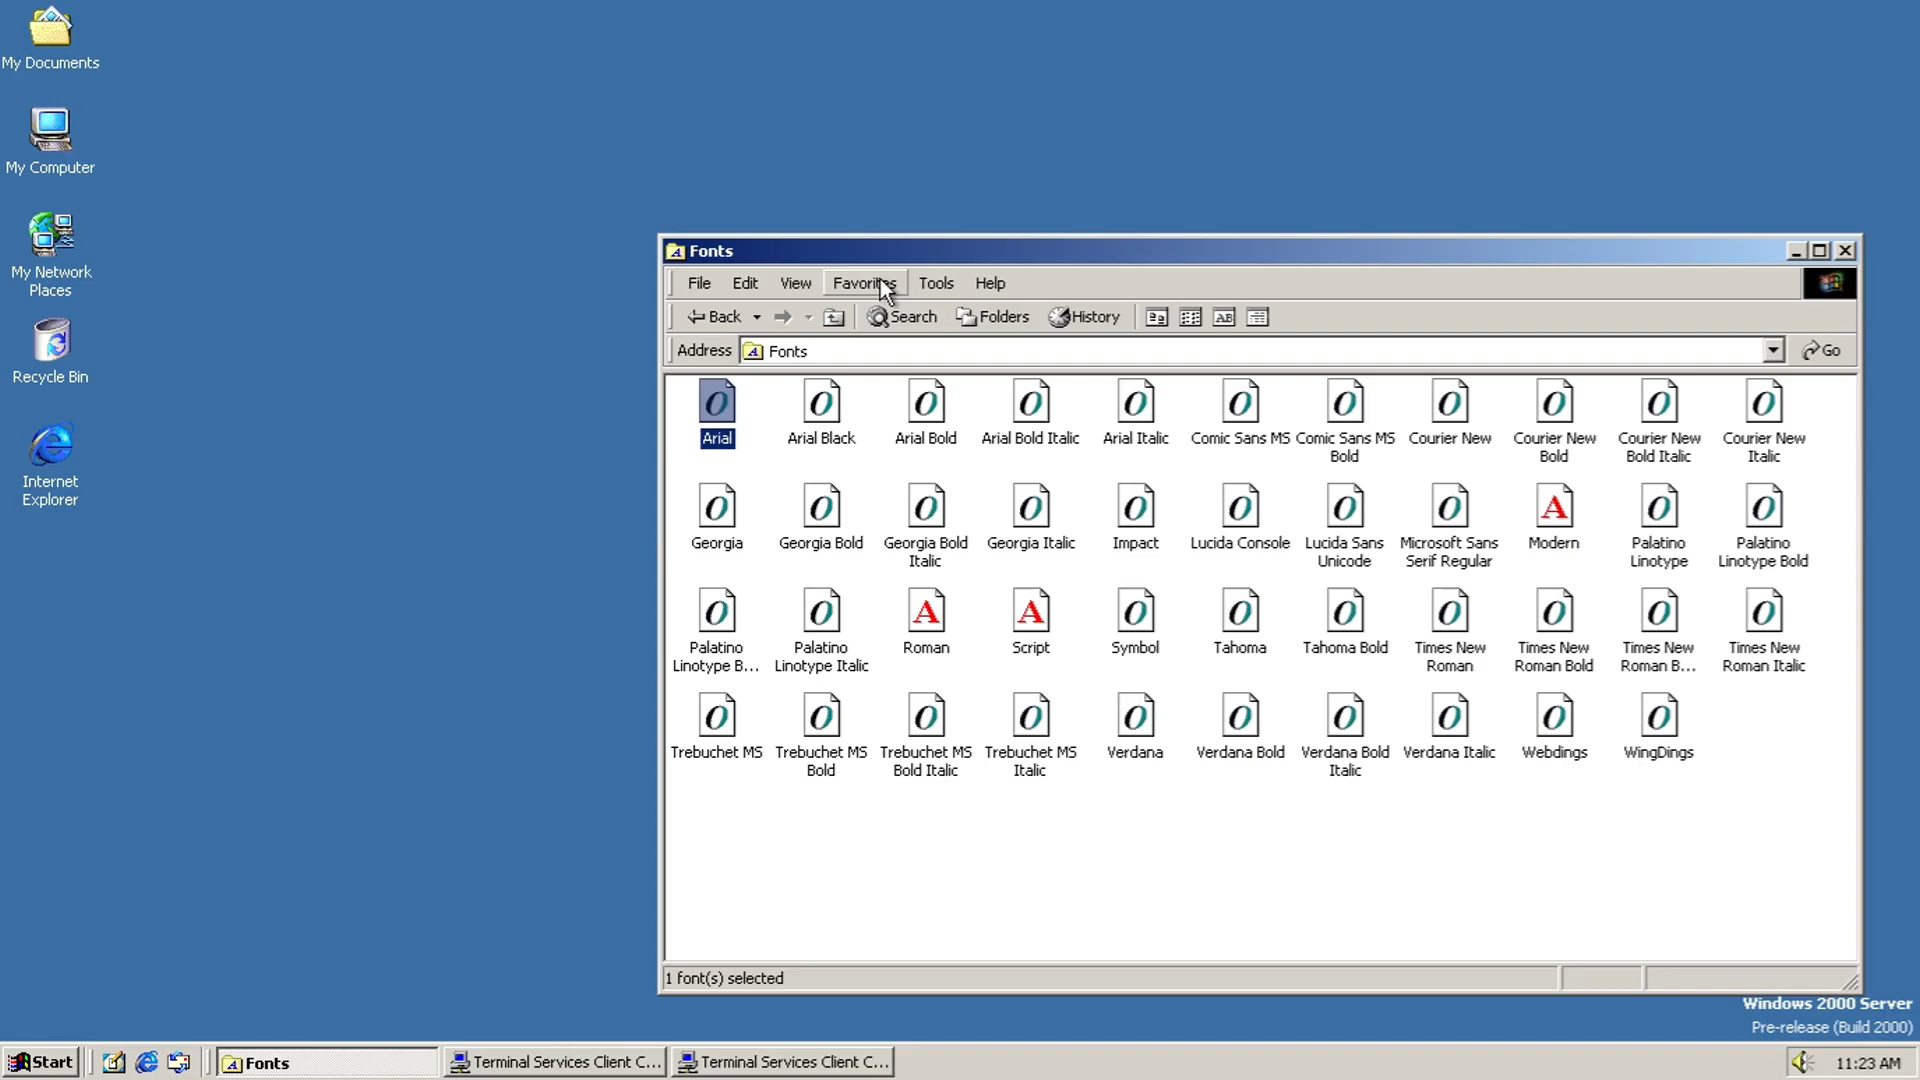 My Documents
My Computer
My Network
Places
Recycle Bin
Internet
Explorer
Fonts
File Edit View Favorites Tools Help
Back Search Folders History
Address Fonts Go
Arial Arial Black Arial Bold Arial Bold Italic Arial Italic Comic Sans MS Comic Sans MS Courier New Courier New Courier New Courier New
Bold Bold Bold Italic Italic
Georgia Georgia Bold Georgia Bold Georgia Italic Impact Lucida Console Lucida Sans Microsoft Sans Modern Palatino Palatino
Italic Unicode Serif Regular Linotype Linotype Bold
Palatino Palatino Roman Script Symbol Tahoma Tahoma Bold Times New Times New Times New Times New
Linotype B... Linotype Italic Roman Roman Bold Roman B... Roman Italic
Trebuchet MS Trebuchet MS Trebuchet MS Trebuchet MS Verdana Verdana Bold Verdana Bold Verdana Italic Webdings WingDings
Bold Bold Italic Italic Italic
1 font(s) selected
Windows 2000 Server
Pre-release (Build 2000)
Start Fonts Terminal Services Client C... Terminal Services Client C... 11:23 AM